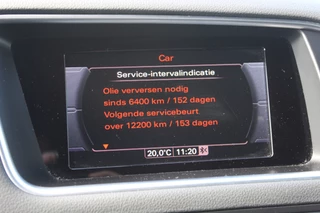 Car
Service-intervalindicatie
Olie verversen nodig
sinds 6400 km / 152 dagen
Volgende servicebeurt
over 12200 km / 153 dagen
20,0°C 11:20